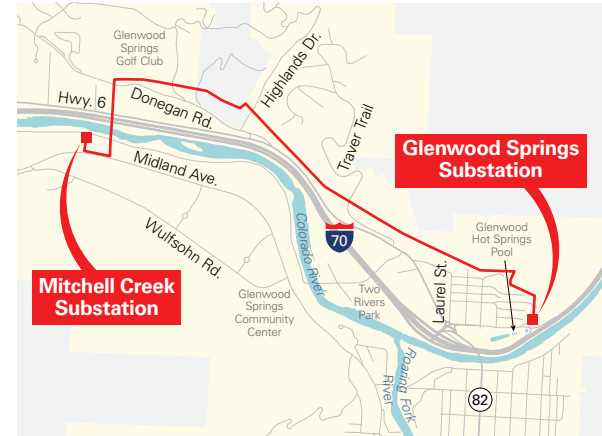 Glenwood
Springs
Golf Club
Highlands Dr.
Hwy. 6
Donegan Rd.
Traver Trail
Glenwood Springs
Substation
Midland Ave.
Wulfsohn Rd.
Colorado River
70
Glenwood
Hot Springs
Pool
Mitchell Creek
Substation
Glenwood
Springs
Community
Center
Two
Rivers
Park
Laurel St.
Roaring Fork
River
82